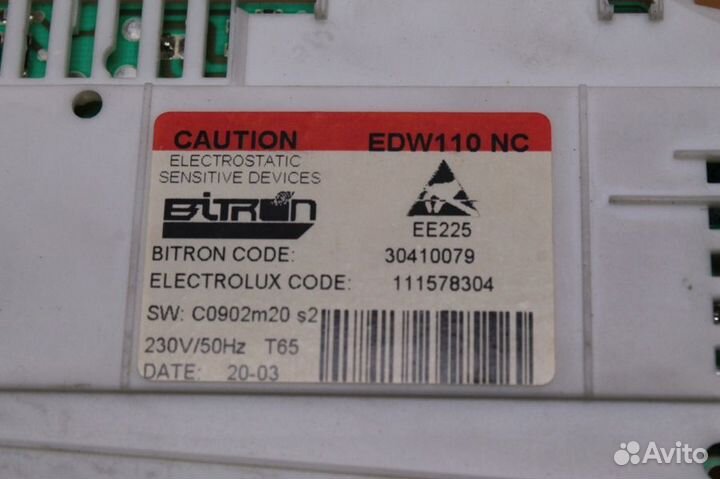 CAUTION EDW110 NC
ELECTROSTATIC
SENSITIVE DEVICES
BITRON
EE225
BITRON CODE: 30410079
ELECTROLUX CODE: 111578304
SW: C0902m20 s2
230V/50Hz T65
DATE: 20-03
Avito